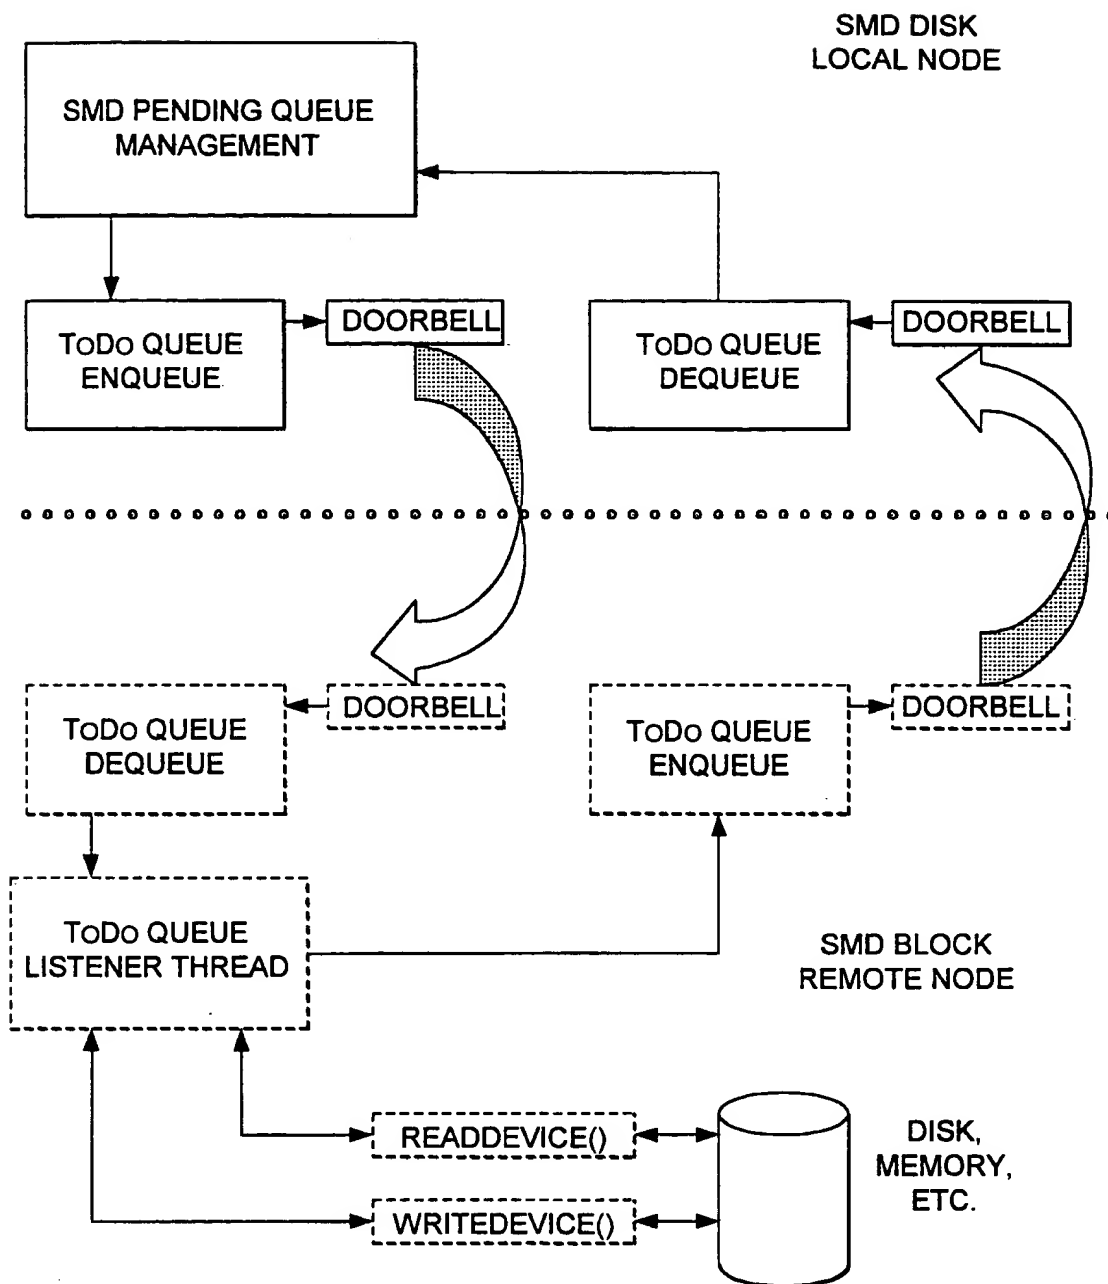 SMD DISK
LOCAL NODE
SMD PENDING QUEUE
MANAGEMENT
ToDo QUEUE
ENQUEUE
DOORBELL
ToDo QUEUE
DEQUEUE
DOORBELL
ToDo QUEUE
DEQUEUE
DOORBELL
ToDo QUEUE
ENQUEUE
DOORBELL
ToDo QUEUE
LISTENER THREAD
SMD BLOCK
REMOTE NODE
READDEVICE()
WRITEDEVICE()
DISK,
MEMORY,
ETC.